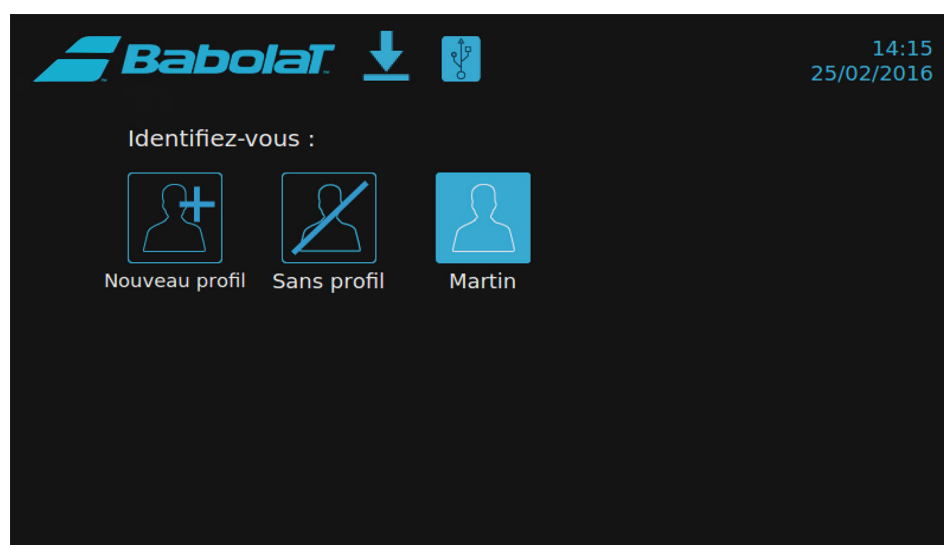 BabolaT
14:15
25/02/2016
Identifiez-vous :
Nouveau profil
Sans profil
Martin